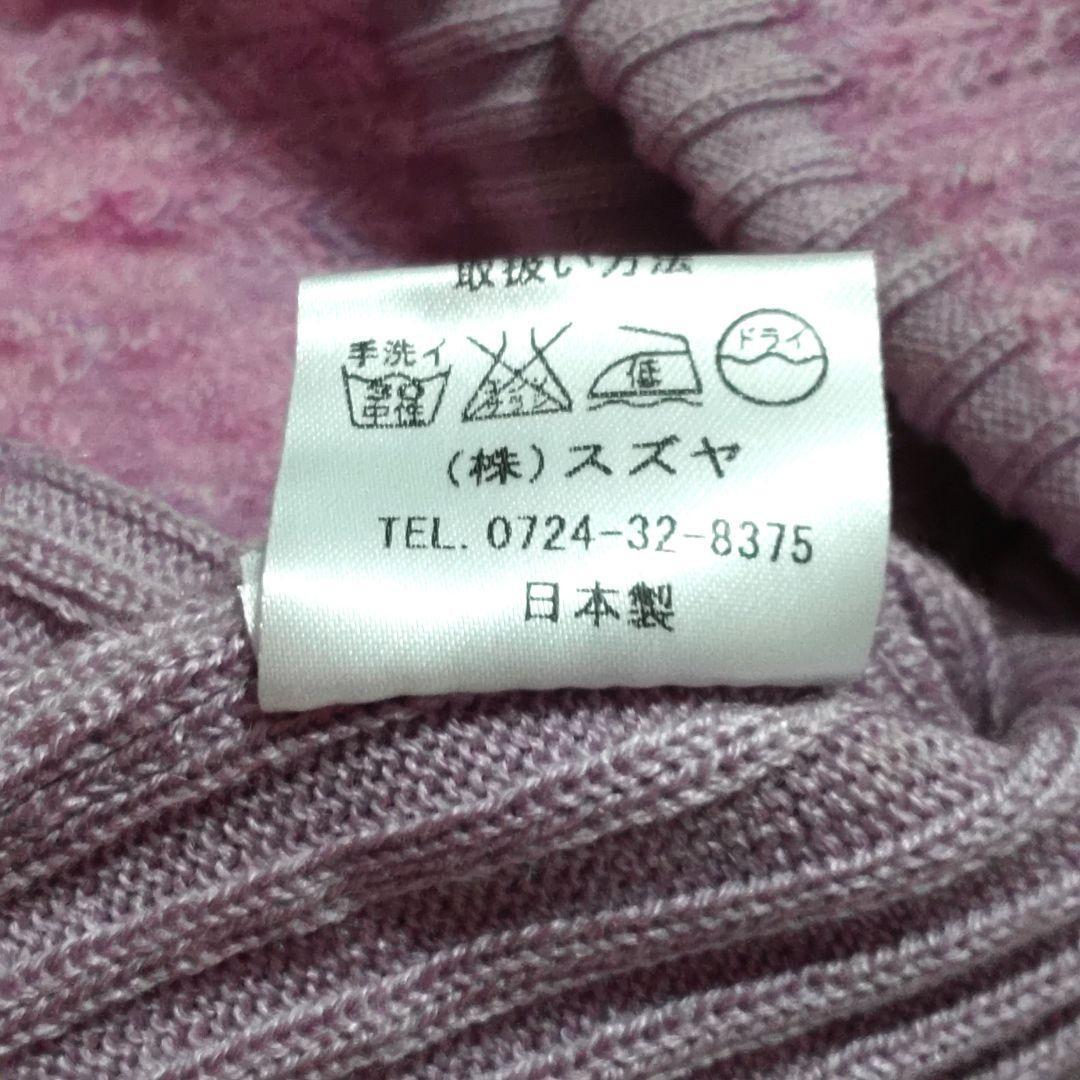 取扱い方法
手洗イ
30
中性
低
ドライ
(株)スズヤ
TEL. 0724-32-8375
日本製